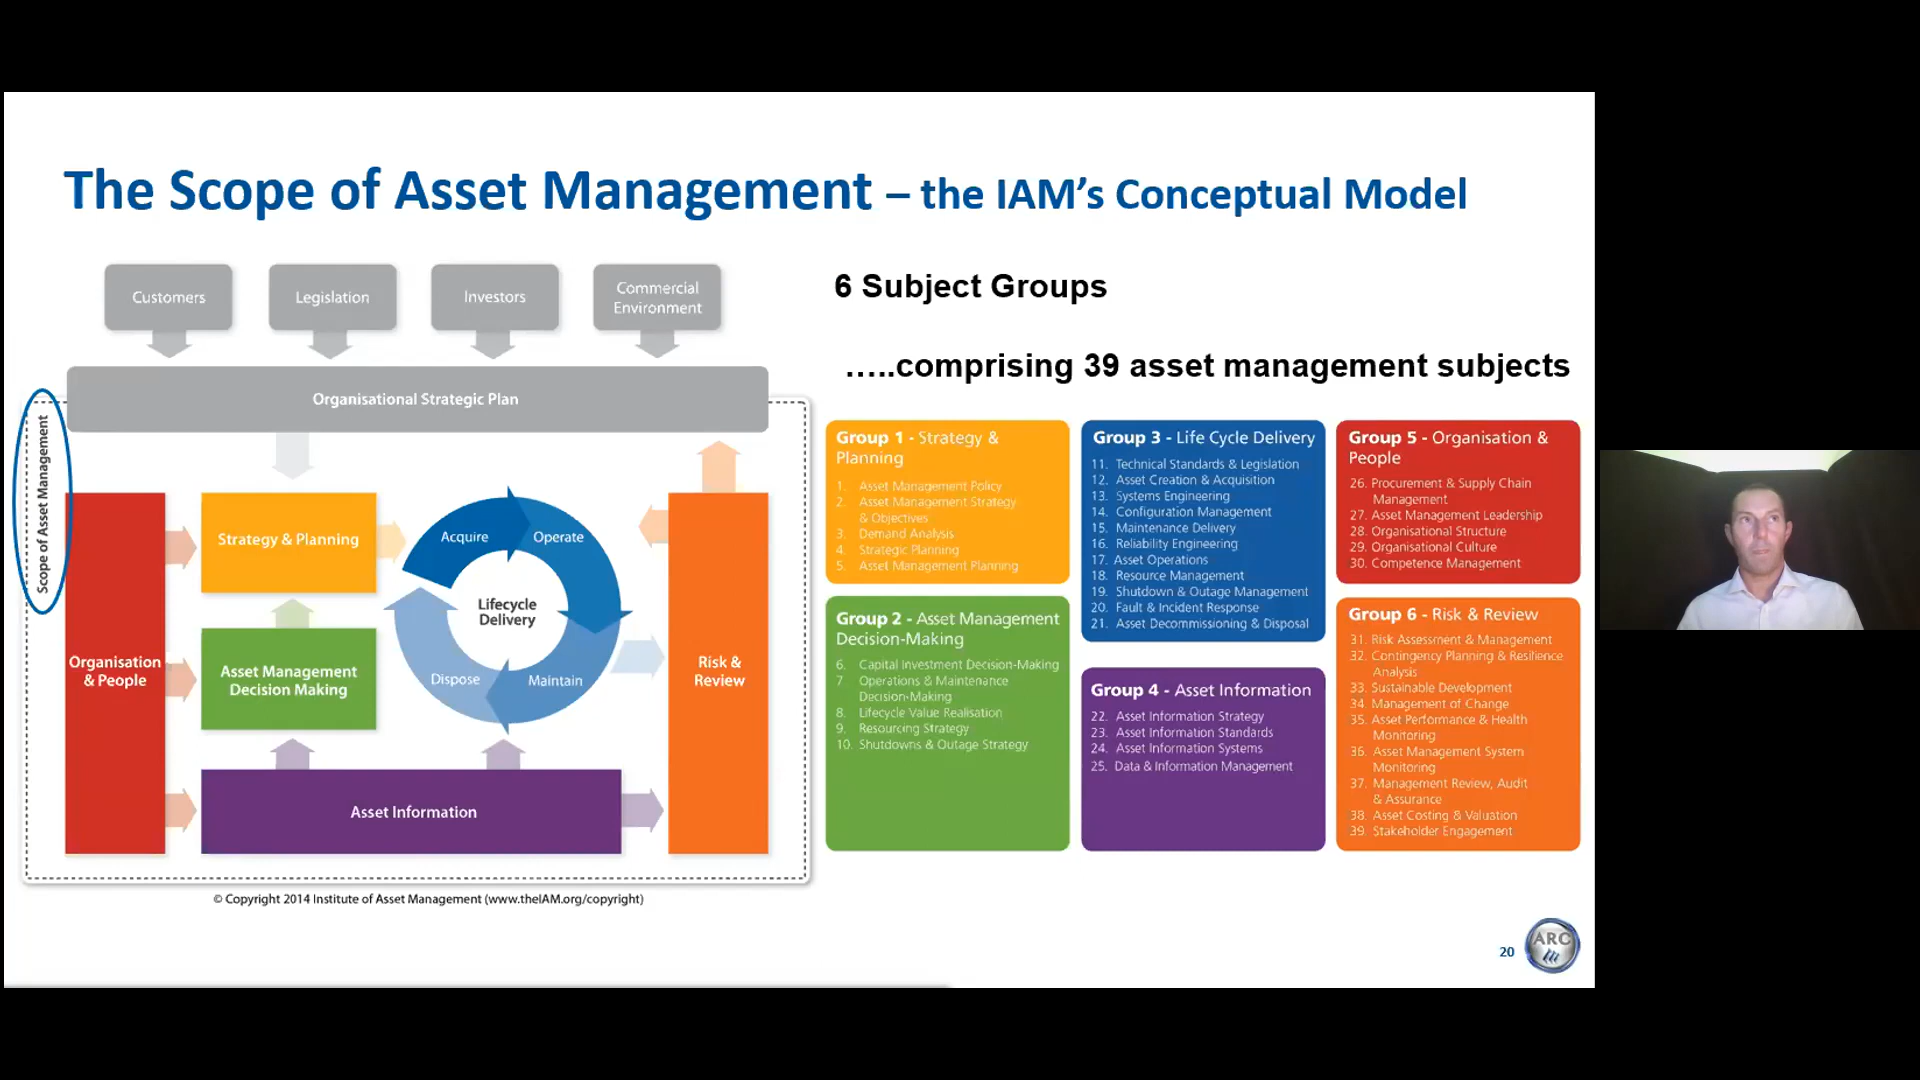 The Scope of Asset Management – the IAM's Conceptual Model
Customers
Legislation
Investors
Commercial
Environment
Organisational Strategic Plan
Scope of Asset Management
Organisation
& People
Strategy & Planning
Asset Management
Decision Making
Asset Information
Acquire
Operate
Lifecycle
Delivery
Dispose
Maintain
Risk &
Review
© Copyright 2014 Institute of Asset Management (www.theIAM.org/copyright)
6 Subject Groups
…..comprising 39 asset management subjects
Group 1 - Strategy &
Planning
1. Asset Management Policy
2. Asset Management Strategy
& Objectives
3. Demand Analysis
4. Strategic Planning
5. Asset Management Planning
Group 2 - Asset Management
Decision-Making
6. Capital Investment Decision-Making
7 Operations & Maintenance
Decision-Making
8. Lifecycle Value Realisation
9. Resourcing Strategy
10. Shutdowns & Outage Strategy
Group 3 - Life Cycle Delivery
11. Technical Standards & Legislation
12. Asset Creation & Acquisition
13. Systems Engineering
14. Configuration Management
15. Maintenance Delivery
16. Reliability Engineering
17. Asset Operations
18. Resource Management
19. Shutdown & Outage Management
20. Fault & Incident Response
21. Asset Decommissioning & Disposal
Group 4 - Asset Information
22. Asset Information Strategy
23. Asset Information Standards
24. Asset Information Systems
25. Data & Information Management
Group 5 - Organisation &
People
26. Procurement & Supply Chain
Management
27. Asset Management Leadership
28. Organisational Structure
29. Organisational Culture
30. Competence Management
Group 6 - Risk & Review
31. Risk Assessment & Management
32. Contingency Planning & Resilience
Analysis
33. Sustainable Development
34. Management of Change
35. Asset Performance & Health
Monitoring
36. Asset Management System
Monitoring
37. Management Review, Audit
& Assurance
38. Asset Costing & Valuation
39. Stakeholder Engagement
20
ARC